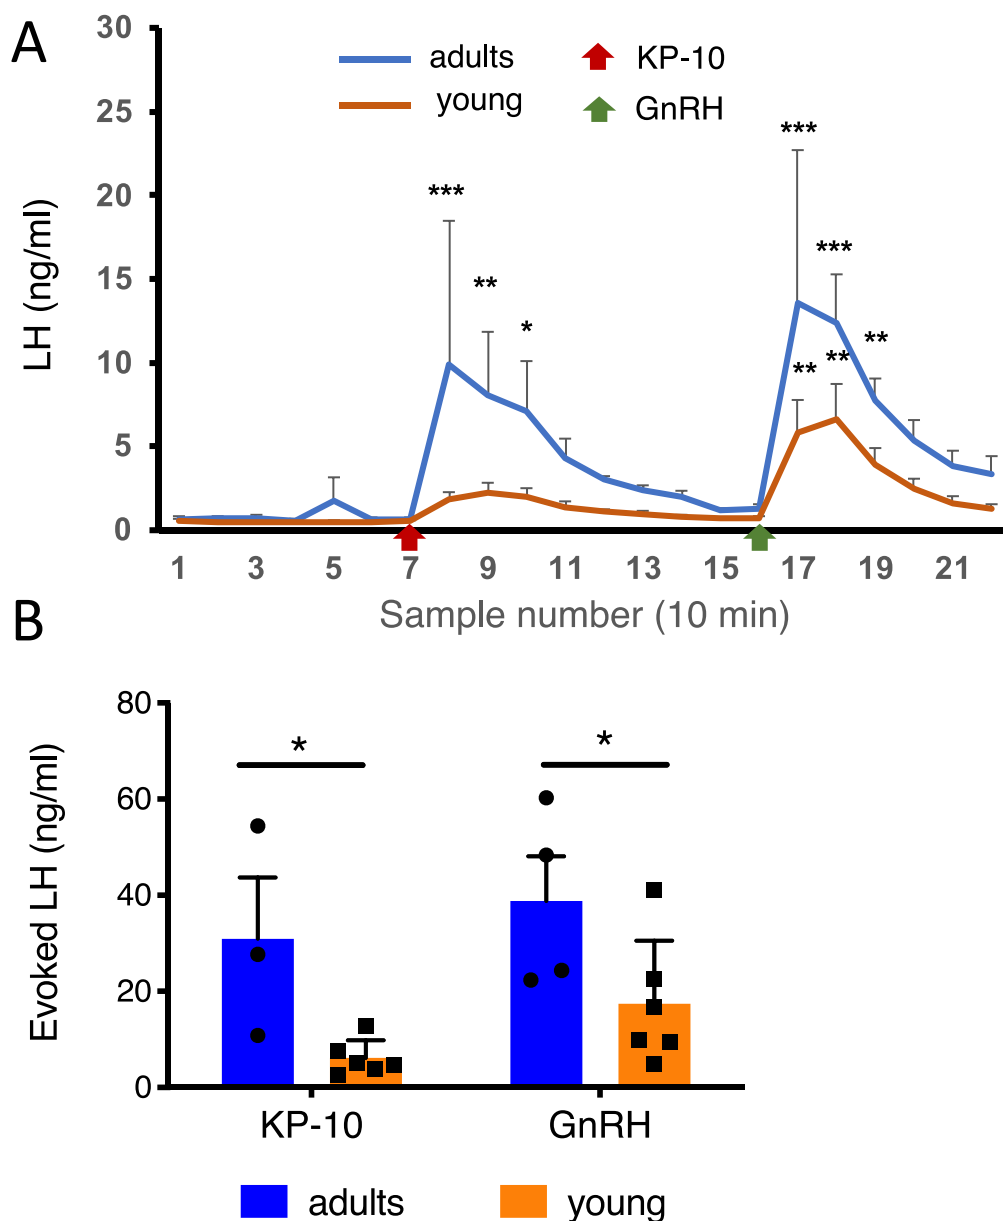 A
30
25
20
15
10
5
0
LH (ng/ml)
adults
young
KP-10
GnRH
***
**
*
***
***
**
**
**
1 3 5 7 9 11 13 15 17 19 21
Sample number (10 min)
B
80
60
40
20
0
Evoked LH (ng/ml)
*
*
KP-10 GnRH
adults young